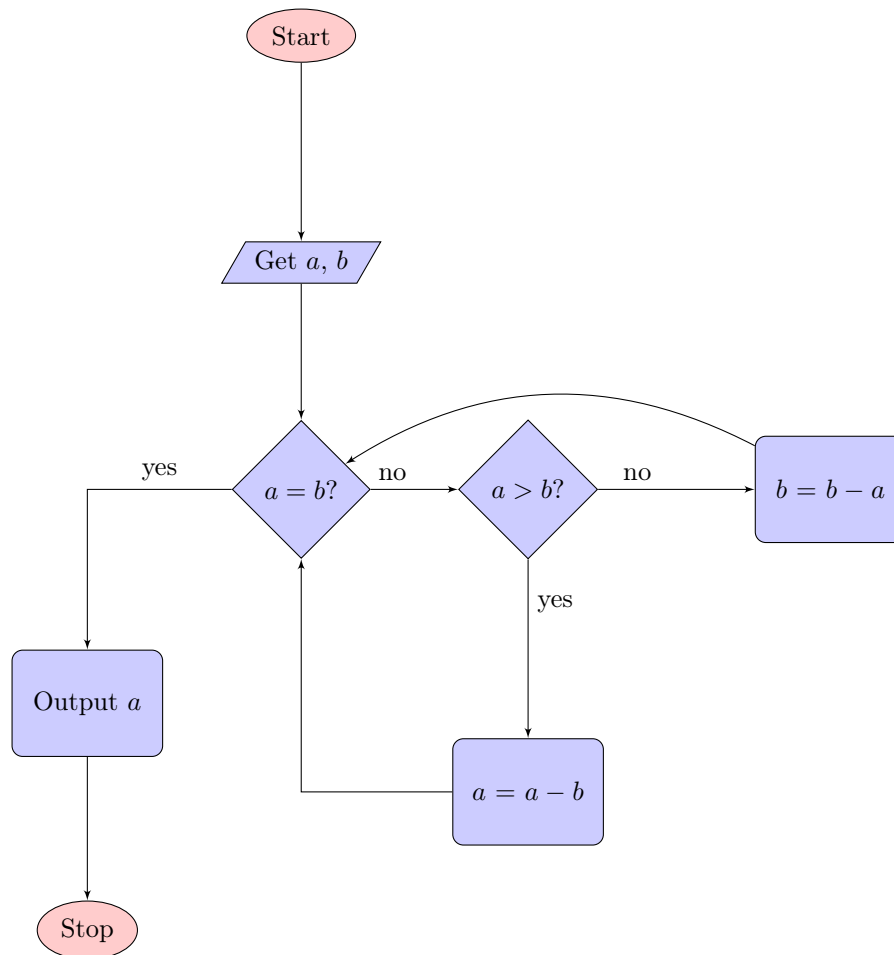 Start
Get a, b
yes
a = b?
no
a > b?
no
b = b − a
yes
Output a
a = a − b
Stop